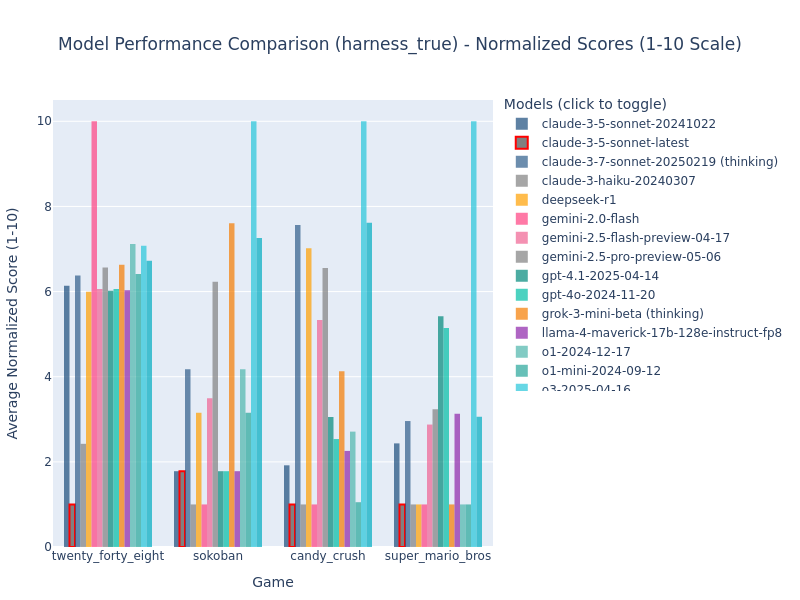 Model Performance Comparison (harness_true) - Normalized Scores (1-10 Scale)
Models (click to toggle)
claude-3-5-sonnet-20241022
claude-3-5-sonnet-latest
claude-3-7-sonnet-20250219 (thinking)
claude-3-haiku-20240307
deepseek-r1
gemini-2.0-flash
gemini-2.5-flash-preview-04-17
gemini-2.5-pro-preview-05-06
gpt-4.1-2025-04-14
gpt-4o-2024-11-20
grok-3-mini-beta (thinking)
llama-4-maverick-17b-128e-instruct-fp8
o1-2024-12-17
o1-mini-2024-09-12
o3-2025-04-16
Average Normalized Score (1-10)
10
8
6
4
2
0
twenty_forty_eight
sokoban
candy_crush
super_mario_bros
Game